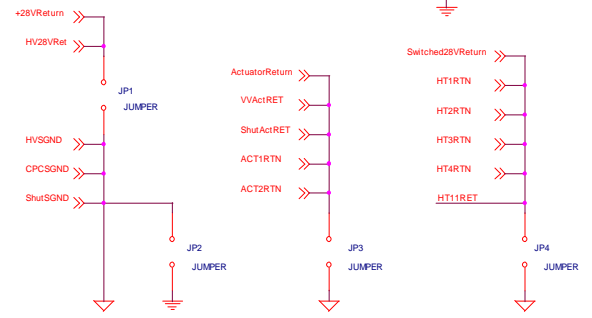 +28VReturn
HV28VRet
JP1
JUMPER
HVSGND
CPCSGND
ShutSGND
JP2
JUMPER
ActuatorReturn
VVActRET
ShutActRET
ACT1RTN
ACT2RTN
JP3
JUMPER
Switched28VReturn
HT1RTN
HT2RTN
HT3RTN
HT4RTN
HT11RET
JP4
JUMPER